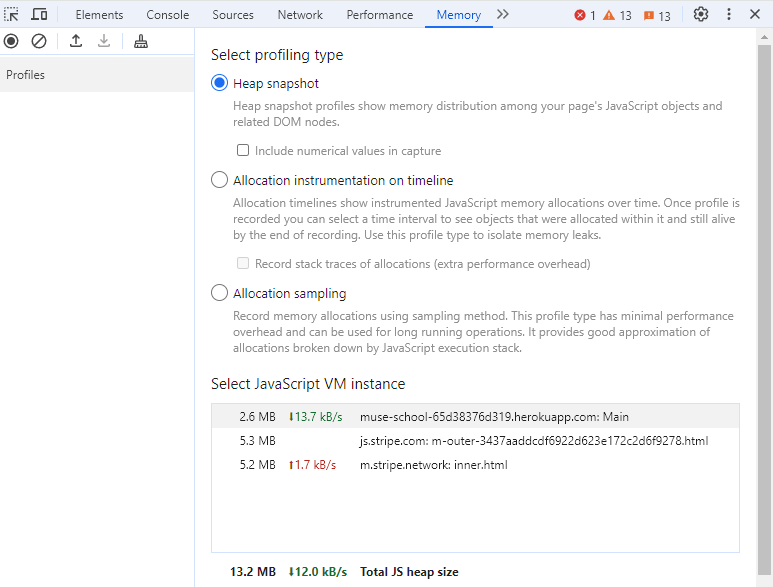 Elements Console Sources Network Performance Memory 1 13 13
Profiles
Select profiling type
Heap snapshot
Heap snapshot profiles show memory distribution among your page's JavaScript objects and
related DOM nodes.
Include numerical values in capture
Allocation instrumentation on timeline
Allocation timelines show instrumented JavaScript memory allocations over time. Once profile is
recorded you can select a time interval to see objects that were allocated within it and still alive
by the end of recording. Use this profile type to isolate memory leaks.
Record stack traces of allocations (extra performance overhead)
Allocation sampling
Record memory allocations using sampling method. This profile type has minimal performance
overhead and can be used for long running operations. It provides good approximation of
allocations broken down by JavaScript execution stack.
Select JavaScript VM instance
2.6 MB ⬇13.7 kB/s muse-school-65d38376d319.herokuapp.com: Main
5.3 MB js.stripe.com: m-outer-3437aaddcdf6922d623e172c2d6f9278.html
5.2 MB ⬆1.7 kB/s m.stripe.network: inner.html
13.2 MB ⬇12.0 kB/s Total JS heap size